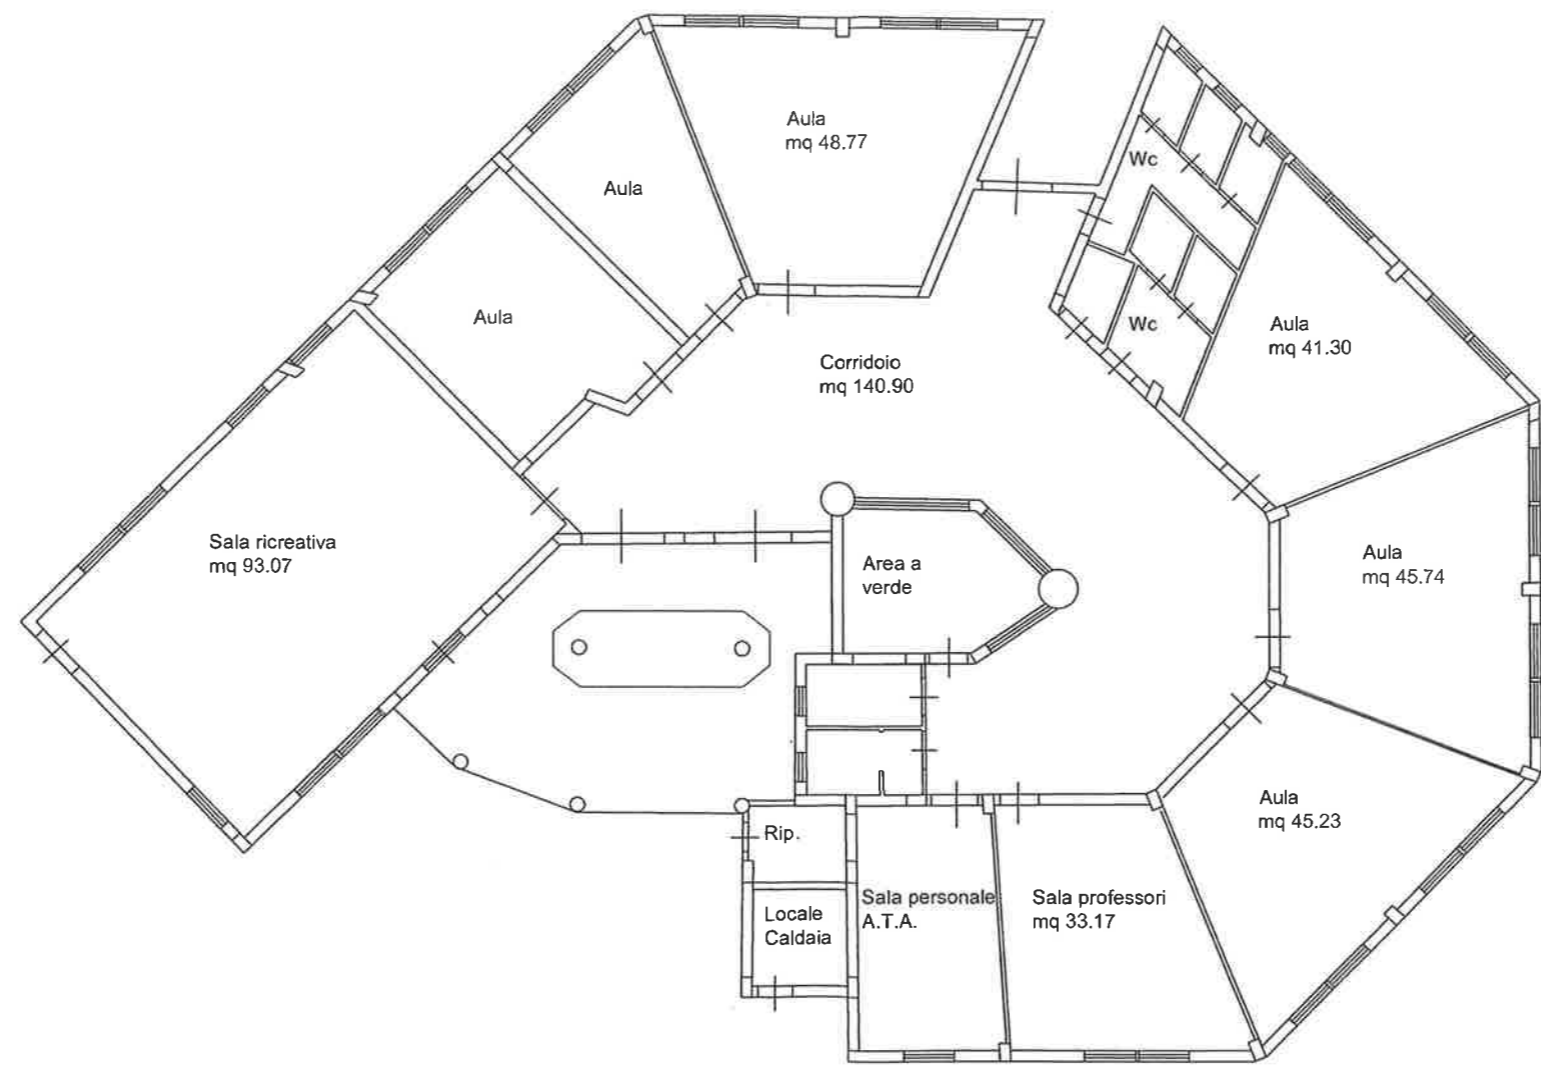 Aula
mq 48.77
Wc
Aula
Aula
Wc
Aula
mq 41.30
Corridoio
mq 140.90
Sala ricreativa
mq 93.07
Area a
verde
Aula
mq 45.74
Rip.
Aula
mq 45.23
Sala personale
A.T.A.
Sala professori
mq 33.17
Locale
Caldaia